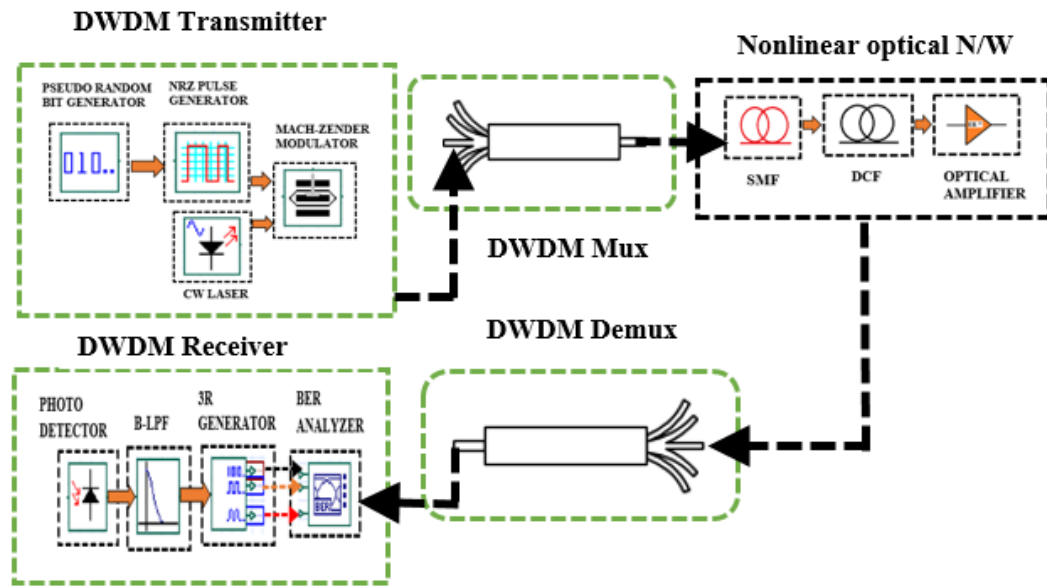 DWDM Transmitter
PSEUDO RANDOM
BIT GENERATOR
NRZ PULSE
GENERATOR
MACH-ZENDER
MODULATOR
010..
CW LASER
DWDM Mux
Nonlinear optical N/W
SMF
DCF
OPTICAL
AMPLIFIER
DWDM Demux
DWDM Receiver
PHOTO
DETECTOR
B-LPF
3R
GENERATOR
BER
ANALYZER
BER